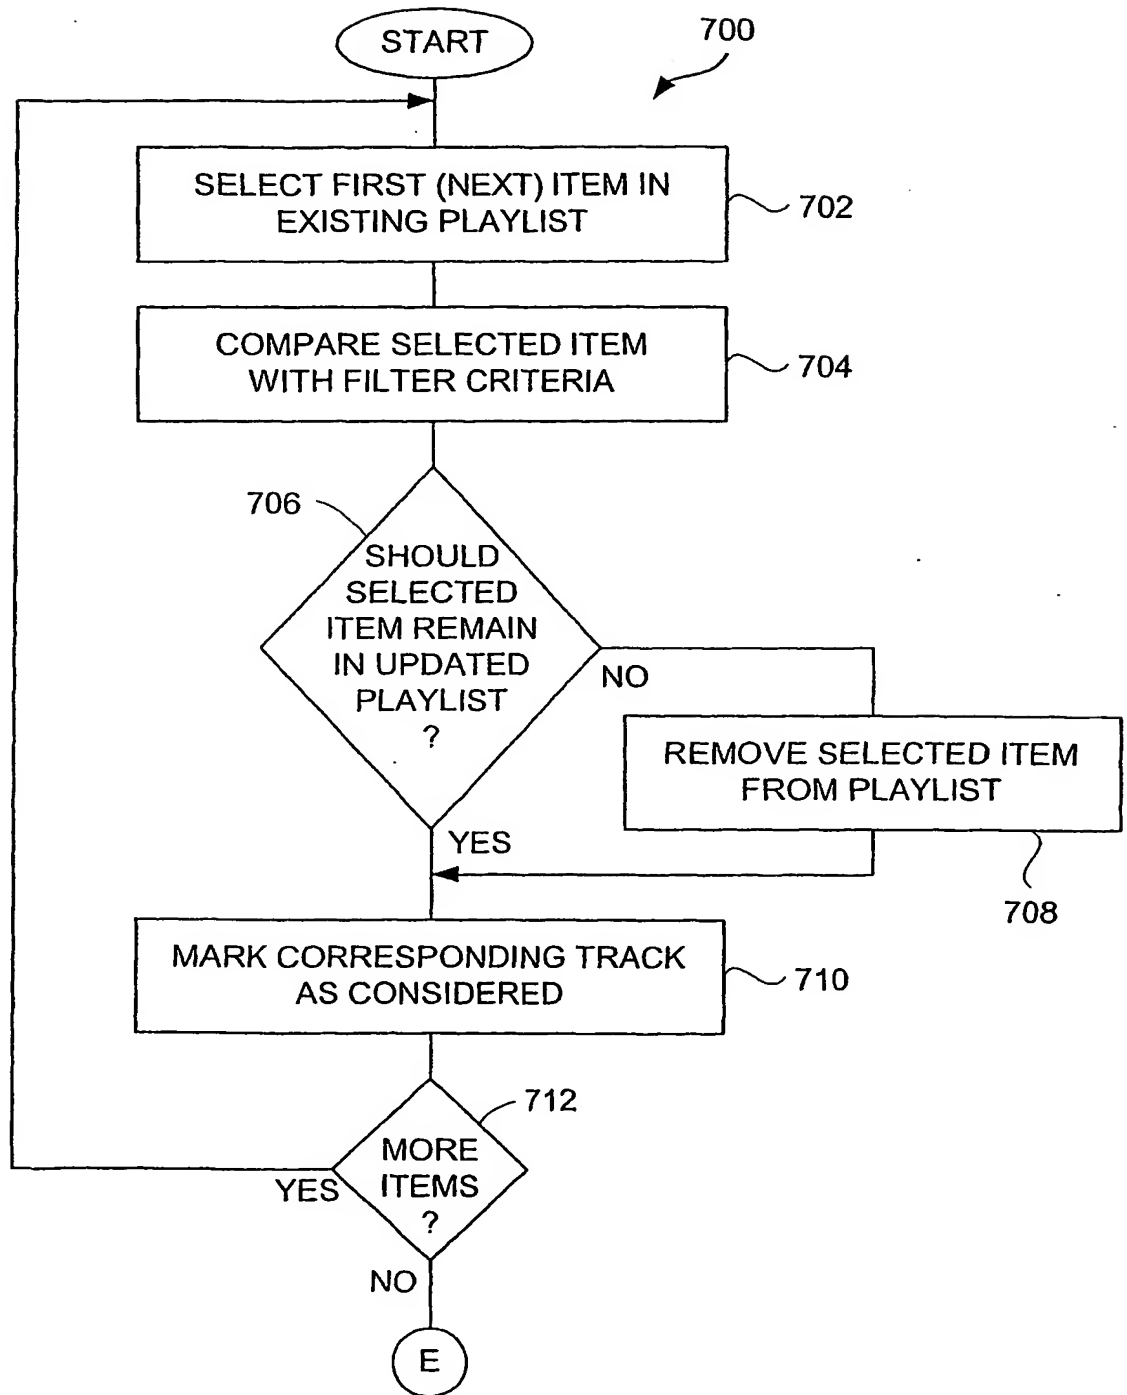 START
700
SELECT FIRST (NEXT) ITEM IN
EXISTING PLAYLIST
702
COMPARE SELECTED ITEM
WITH FILTER CRITERIA
704
706
SHOULD
SELECTED
ITEM REMAIN
IN UPDATED
PLAYLIST
?
NO
REMOVE SELECTED ITEM
FROM PLAYLIST
708
YES
MARK CORRESPONDING TRACK
AS CONSIDERED
710
712
MORE
ITEMS
?
YES
NO
E